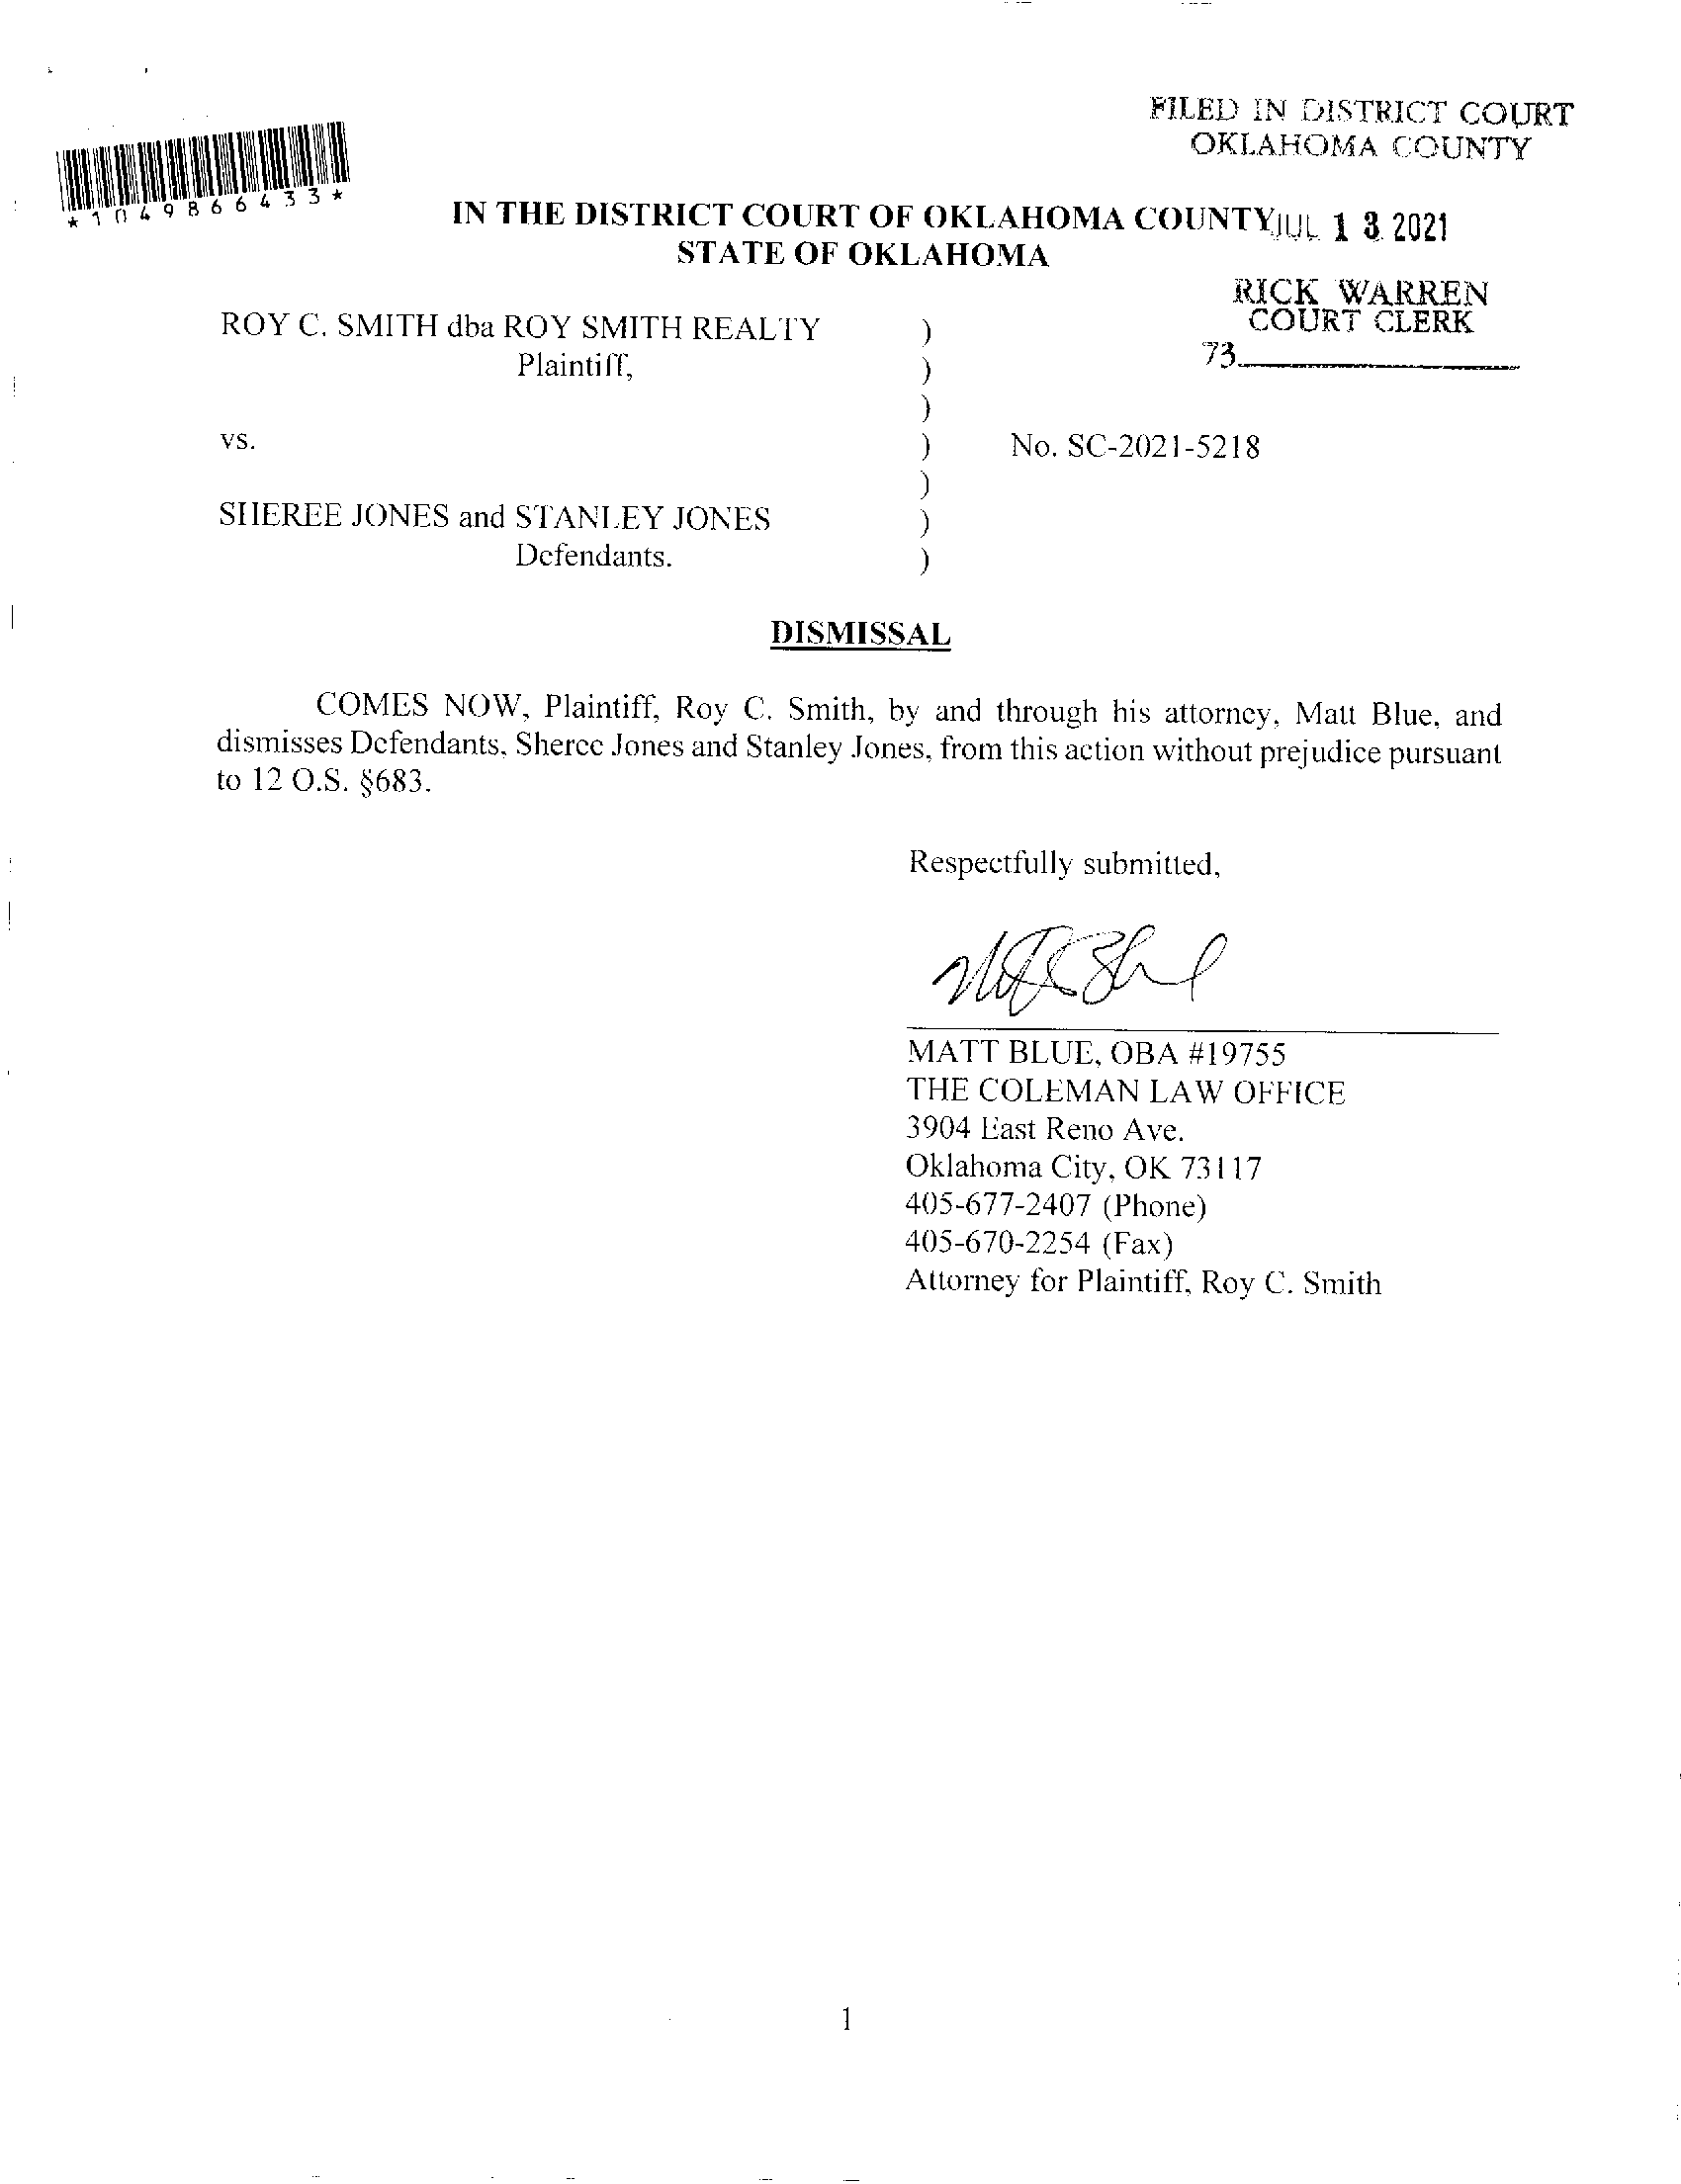 FILED IN DISTRICT COURT
OKLAHOMA COUNTY
*1049866433*
IN THE DISTRICT COURT OF OKLAHOMA COUNTY
JUL 13 2021
STATE OF OKLAHOMA
RICK WARREN
COURT CLERK
73
ROY C. SMITH dba ROY SMITH REALTY )
Plaintiff, )
)
vs. ) No. SC-2021-5218
)
SHEREE JONES and STANLEY JONES )
Defendants. )
DISMISSAL
COMES NOW, Plaintiff, Roy C. Smith, by and through his attorney, Matt Blue, and
dismisses Defendants, Sheree Jones and Stanley Jones, from this action without prejudice pursuant
to 12 O.S. §683.
Respectfully submitted,
MATT BLUE, OBA #19755
THE COLEMAN LAW OFFICE
3904 East Reno Ave.
Oklahoma City, OK 73117
405-677-2407 (Phone)
405-670-2254 (Fax)
Attorney for Plaintiff, Roy C. Smith
1